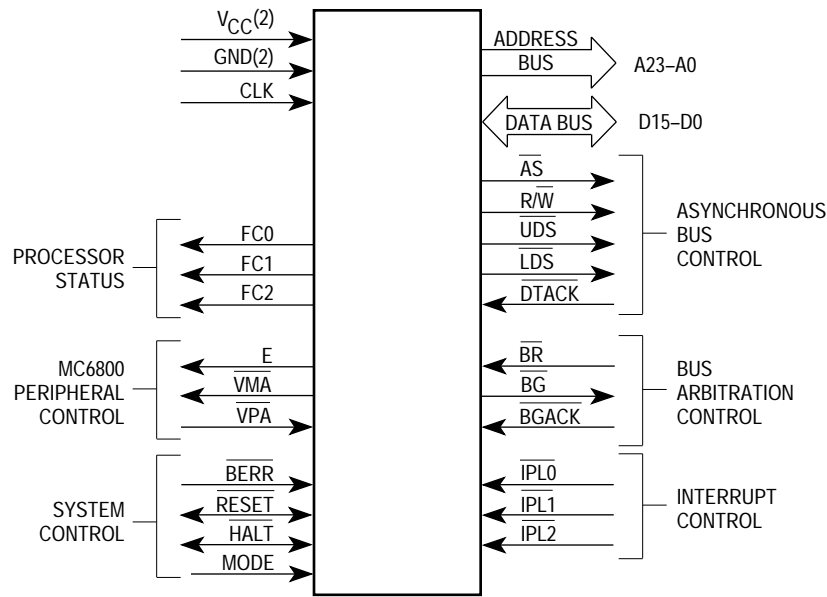 VCC(2)
GND(2)
CLK
ADDRESS
BUS
A23–A0
DATA BUS
D15–D0
AS
R/W
UDS
LDS
DTACK
ASYNCHRONOUS
BUS
CONTROL
PROCESSOR
STATUS
FC0
FC1
FC2
MC6800
PERIPHERAL
CONTROL
E
VMA
VPA
BR
BG
BGACK
BUS
ARBITRATION
CONTROL
SYSTEM
CONTROL
BERR
RESET
HALT
MODE
IPL0
IPL1
IPL2
INTERRUPT
CONTROL